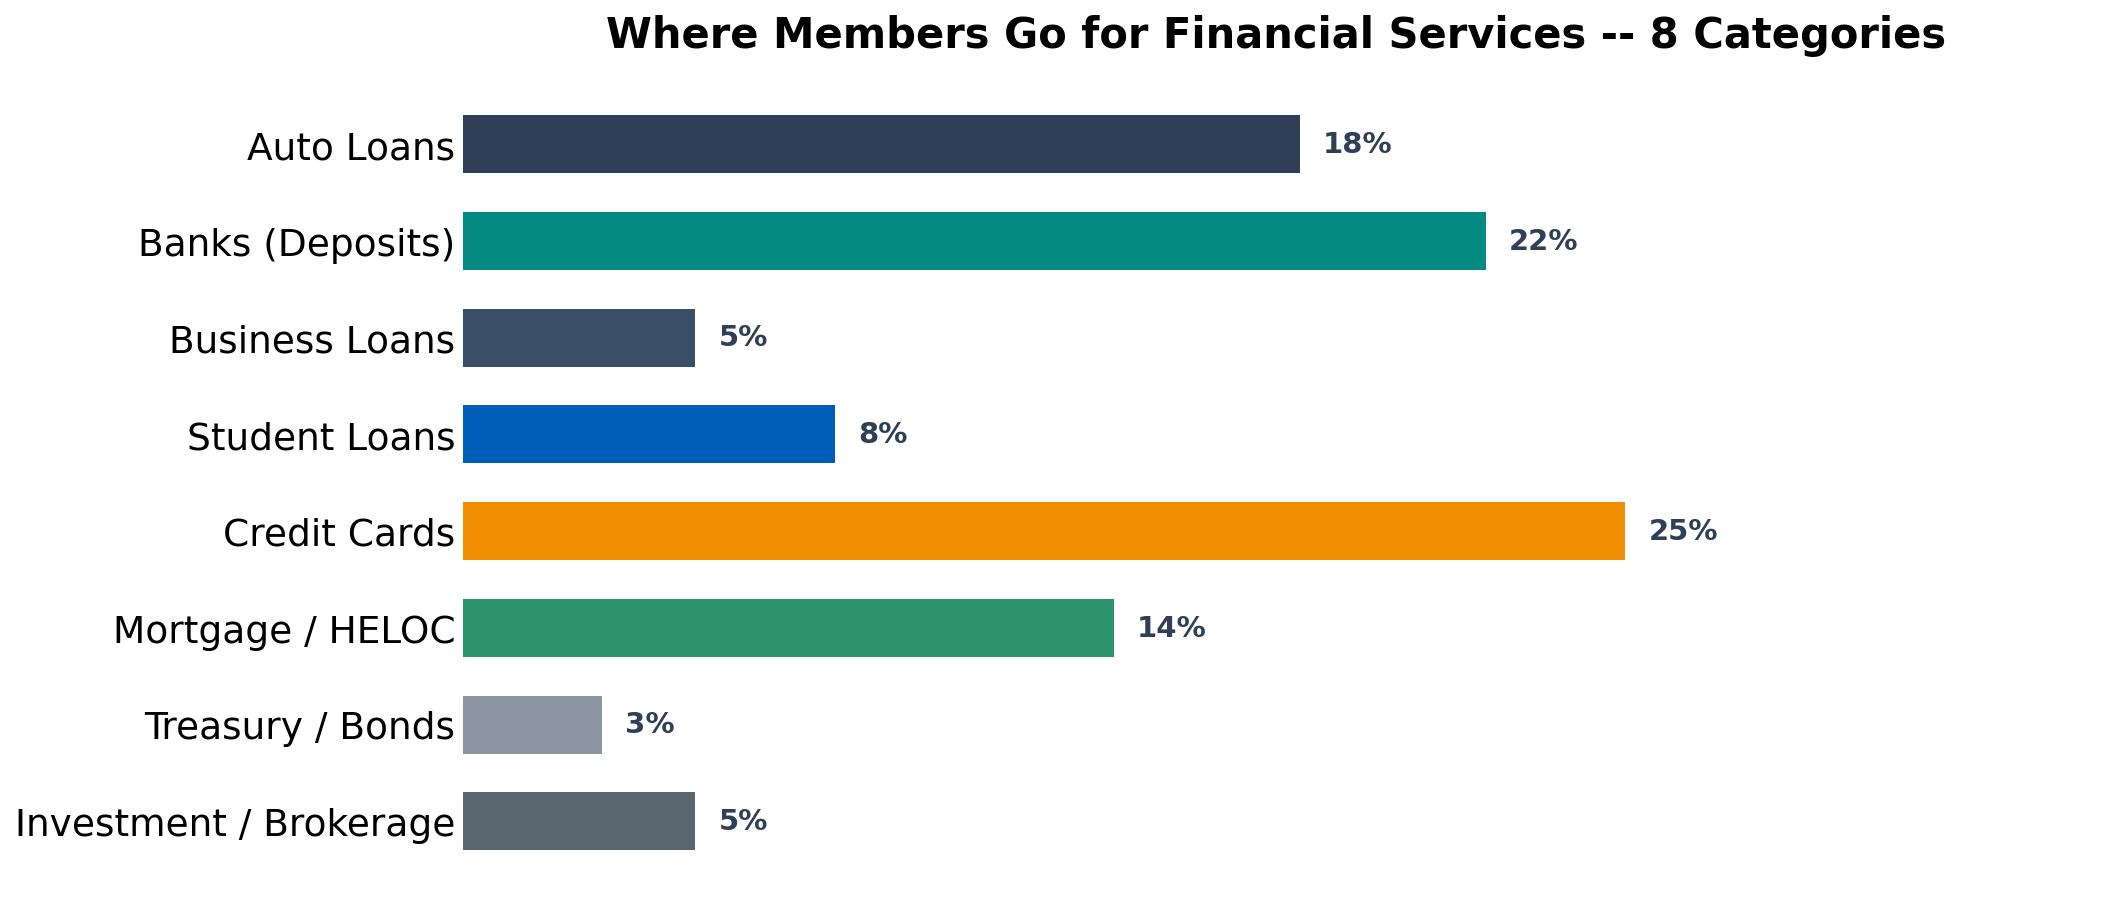 Where Members Go for Financial Services -- 8 Categories
Auto Loans 18%
Banks (Deposits) 22%
Business Loans 5%
Student Loans 8%
Credit Cards 25%
Mortgage / HELOC 14%
Treasury / Bonds 3%
Investment / Brokerage 5%